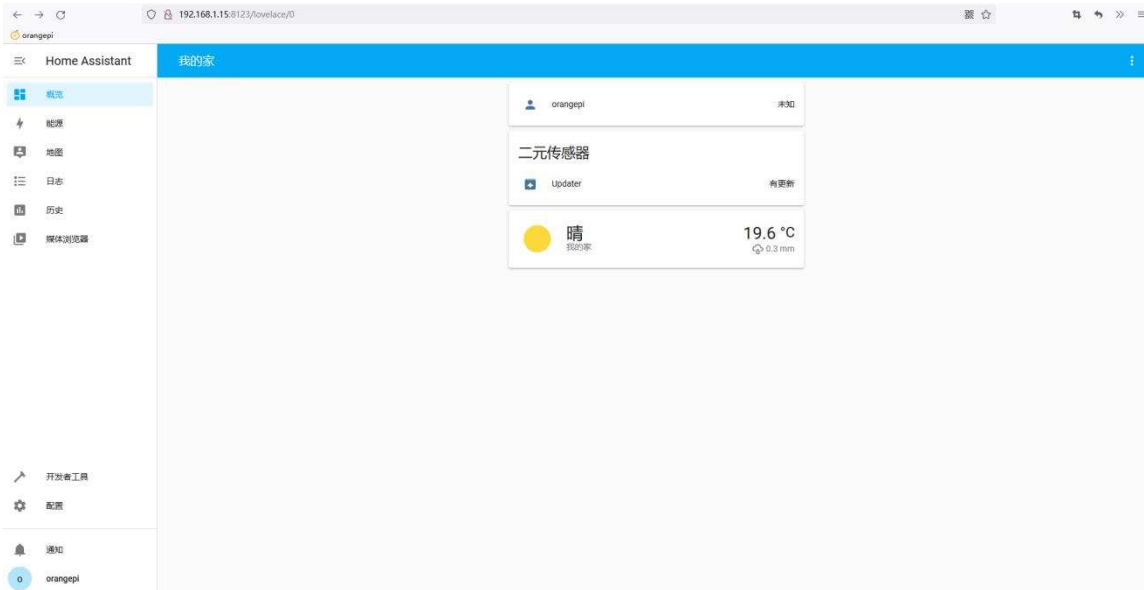 192.168.1.15:8123/lovelace/0
orangepi
Home Assistant
我的家
概览
能源
地图
日志
历史
媒体浏览器
orangepi 未知
二元传感器
Updater 有更新
晴 19.6 °C
我的家 0.3 mm
开发者工具
配置
通知
o orangepi